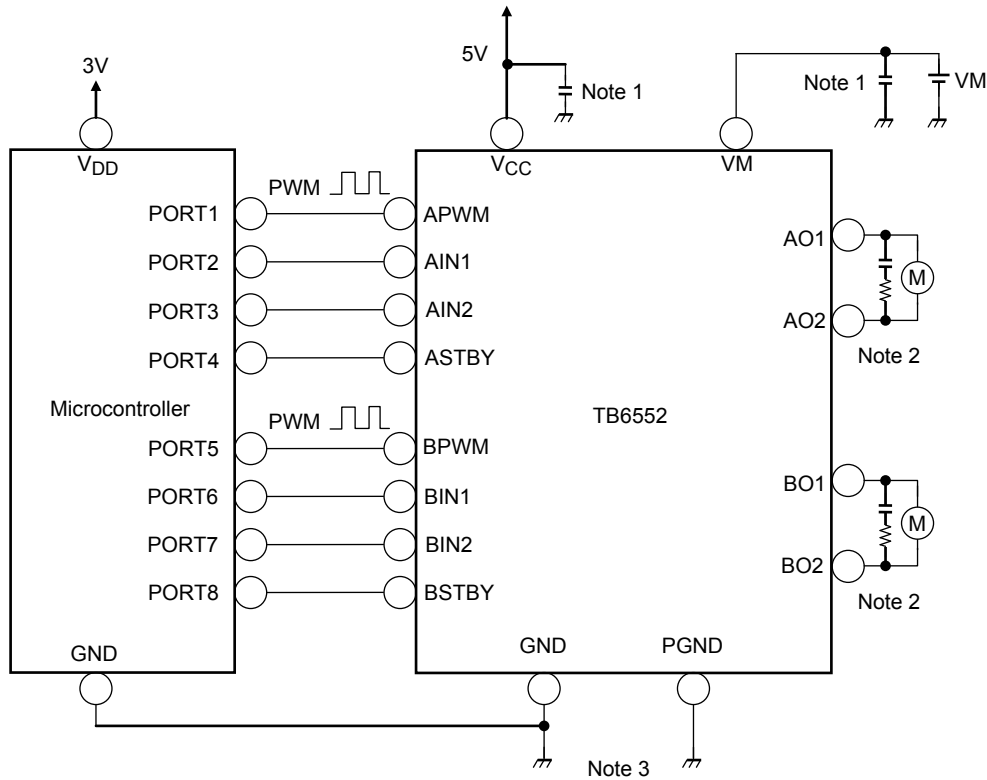 3V
5V
Note 1
Note 1
VM
VDD
VCC
VM
PORT1
PWM
APWM
PORT2
AIN1
PORT3
AIN2
PORT4
ASTBY
AO1
M
AO2
Note 2
Microcontroller
PWM
TB6552
PORT5
BPWM
PORT6
BIN1
PORT7
BIN2
PORT8
BSTBY
BO1
M
BO2
Note 2
GND
GND
PGND
Note 3